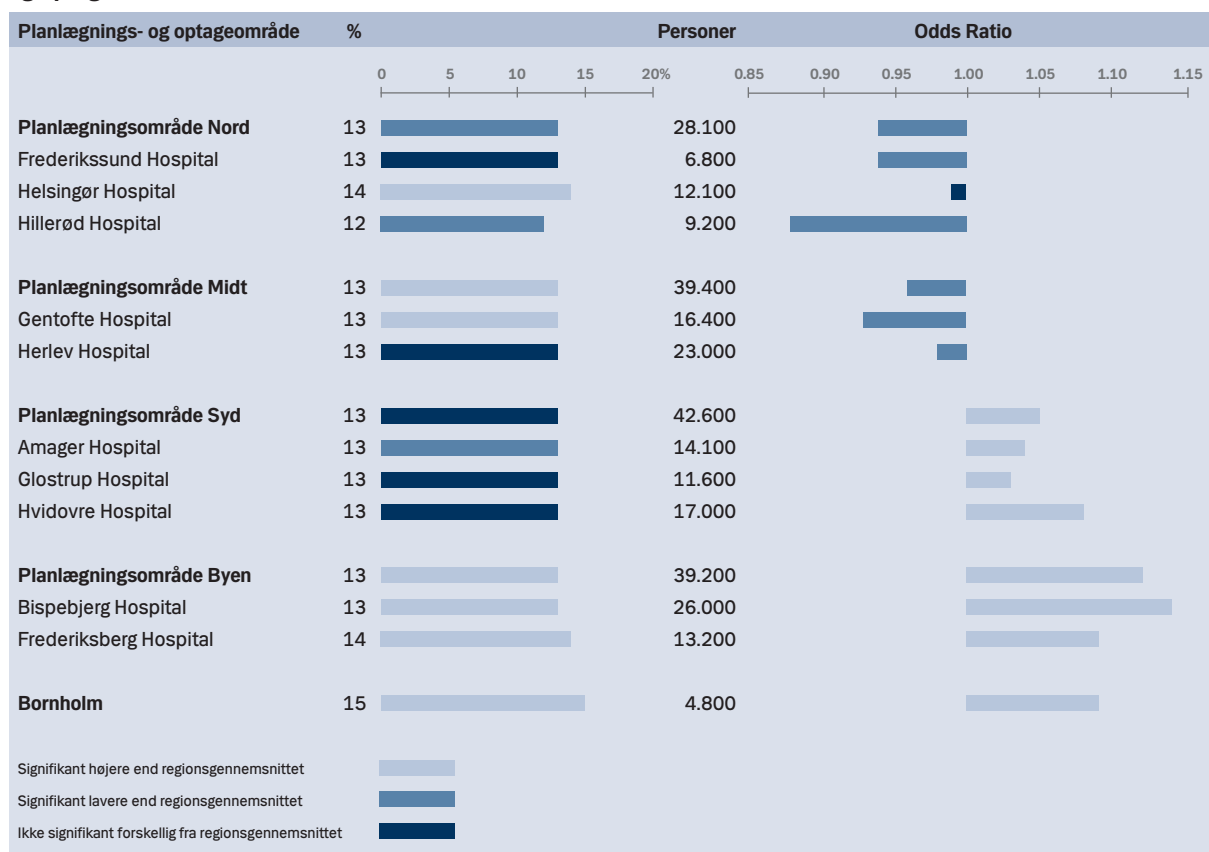 Planlægnings- og optageområde % Personer Odds Ratio
0 5 10 15 20% 0.85 0.90 0.95 1.00 1.05 1.10 1.15
Planlægningsområde Nord 13 28.100
Frederikssund Hospital 13 6.800
Helsingør Hospital 14 12.100
Hillerød Hospital 12 9.200
Planlægningsområde Midt 13 39.400
Gentofte Hospital 13 16.400
Herlev Hospital 13 23.000
Planlægningsområde Syd 13 42.600
Amager Hospital 13 14.100
Glostrup Hospital 13 11.600
Hvidovre Hospital 13 17.000
Planlægningsområde Byen 13 39.200
Bispebjerg Hospital 13 26.000
Frederiksberg Hospital 14 13.200
Bornholm 15 4.800
Signifikant højere end regionsgennemsnittet
Signifikant lavere end regionsgennemsnittet
Ikke signifikant forskellig fra regionsgennemsnittet